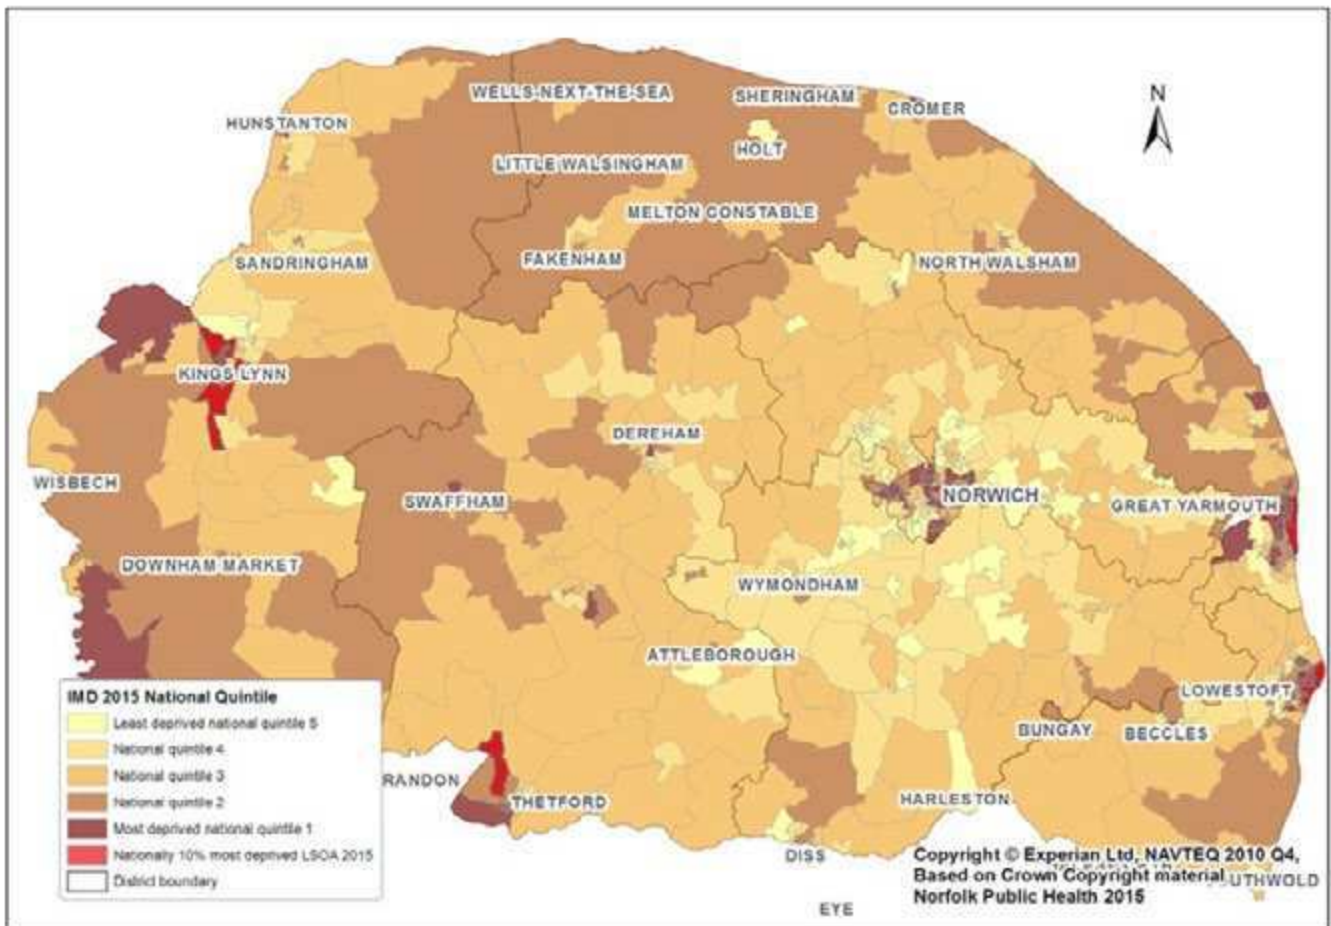 WELLS-NEXT-THE-SEA
SHERINGHAM
CROMER
N
HUNSTANTON
HOLT
LITTLE WALSINGHAM
MELTON CONSTABLE
FAKENHAM
NORTH WALSHAM
SANDRINGHAM
KINGS LYNN
DEREHAM
WISBECH
SWAFFHAM
NORWICH
GREAT YARMOUTH
DOWNHAM MARKET
WYMONDHAM
ATTLEBOROUGH
LOWESTOFT
BUNGAY
BECCLES
IMD 2015 National Quintile
Least deprived national quintile 5
National quintile 4
National quintile 3
National quintile 2
Most deprived national quintile 1
Nationally 10% most deprived LSOA 2015
District boundary
RANDON
THETFORD
HARLESTON
DISS
EYE
Copyright © Experian Ltd, NAVTEQ 2010 Q4,
Based on Crown Copyright material
OUTHWOLD
Norfolk Public Health 2015